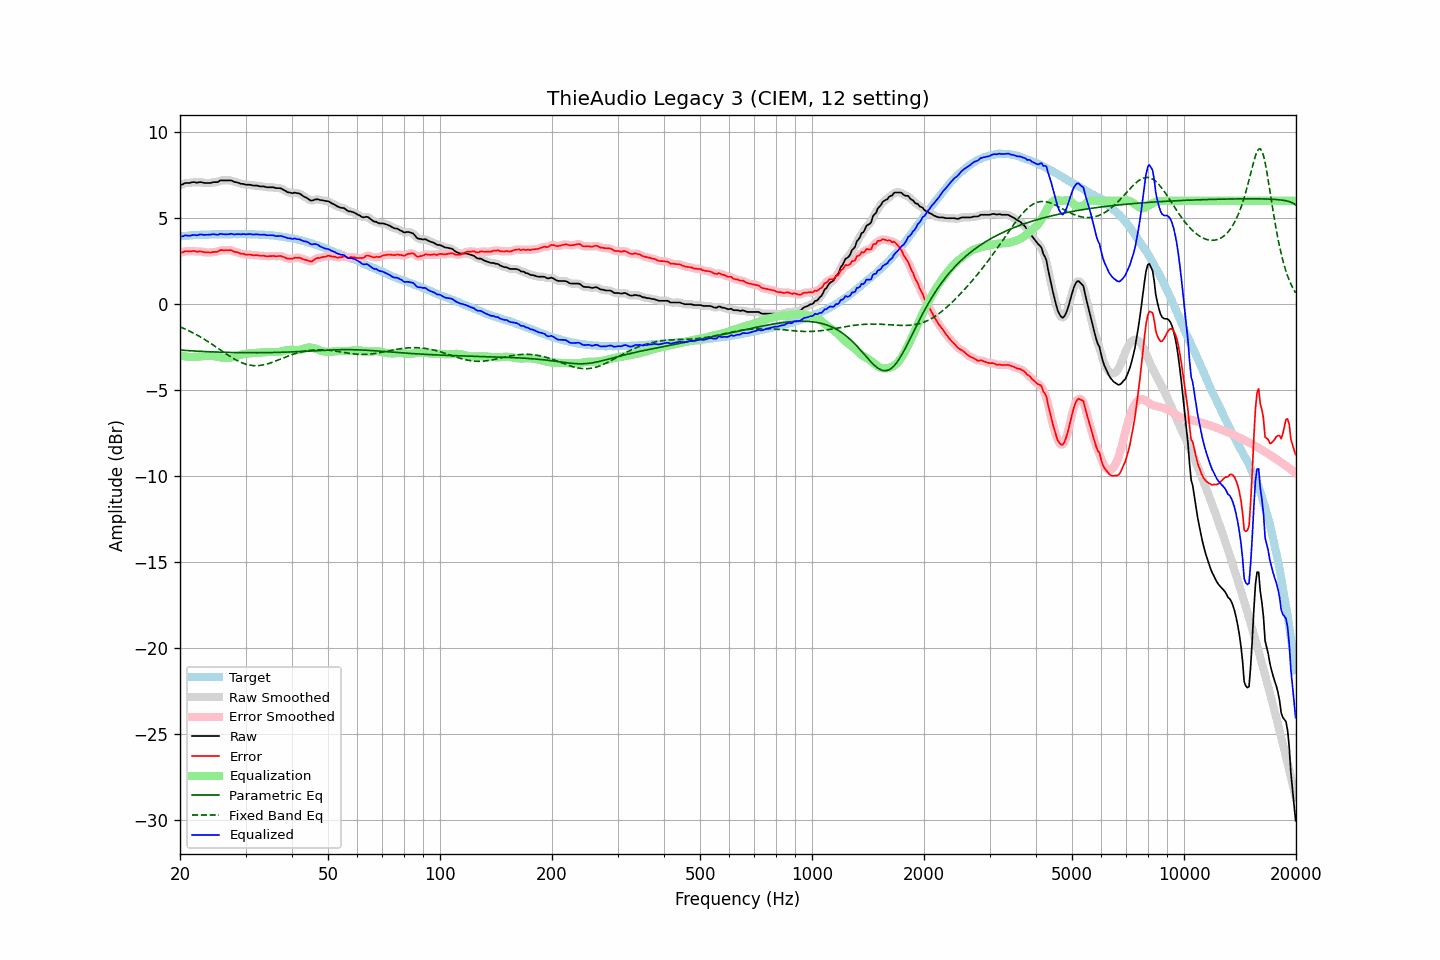 ThieAudio Legacy 3 (CIEM, 12 setting)
10
5
0
−5
−10
−15
−20
−25
−30
Amplitude (dBr)
Target
Raw Smoothed
Error Smoothed
Raw
Error
Equalization
Parametric Eq
Fixed Band Eq
Equalized
20 50 100 200 500 1000 2000 5000 10000 20000
Frequency (Hz)